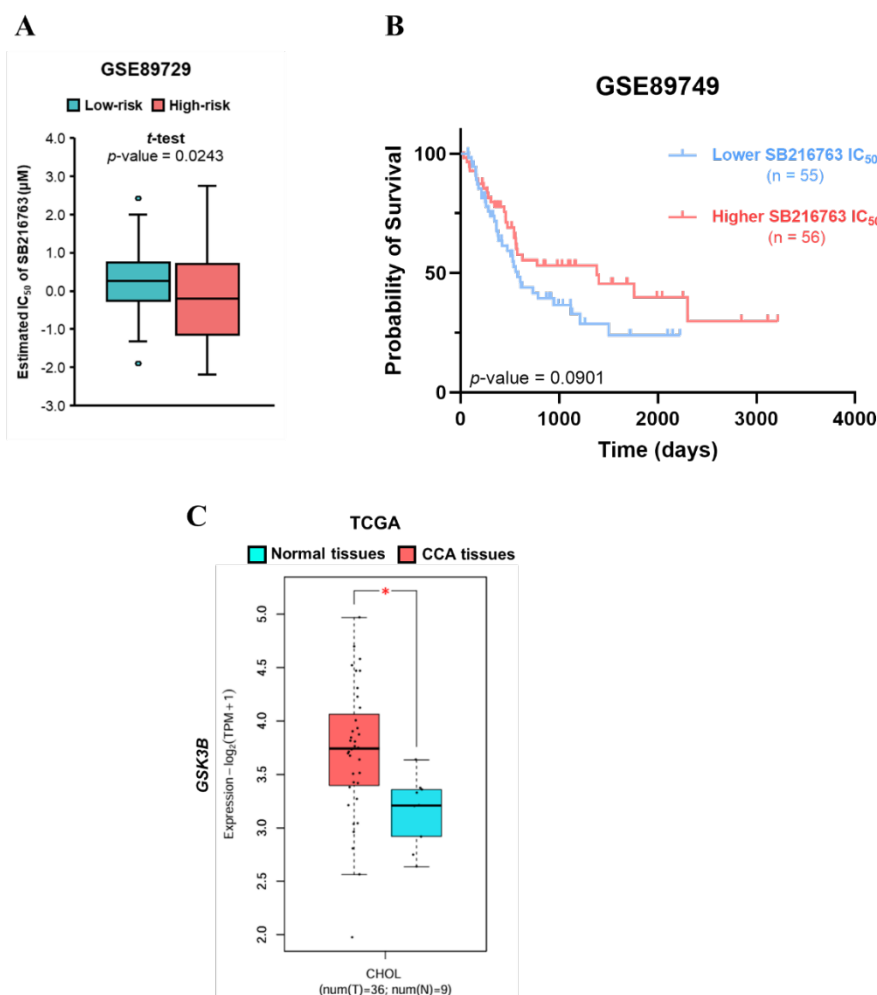 A
GSE89729
Low-risk High-risk
t-test
p-value = 0.0243
Estimated IC50 of SB216763 (μM)
4.0
3.0
2.0
1.0
0.0
-1.0
-2.0
-3.0
B
GSE89749
Lower SB216763 IC50
(n = 55)
Higher SB216763 IC50
(n = 56)
Probability of Survival
100
50
0
p-value = 0.0901
0 1000 2000 3000 4000
Time (days)
C
TCGA
Normal tissues CCA tissues
*
GSK3B
Expression − log2(TPM + 1)
5.0
4.5
4.0
3.5
3.0
2.5
2.0
CHOL
(num(T)=36; num(N)=9)